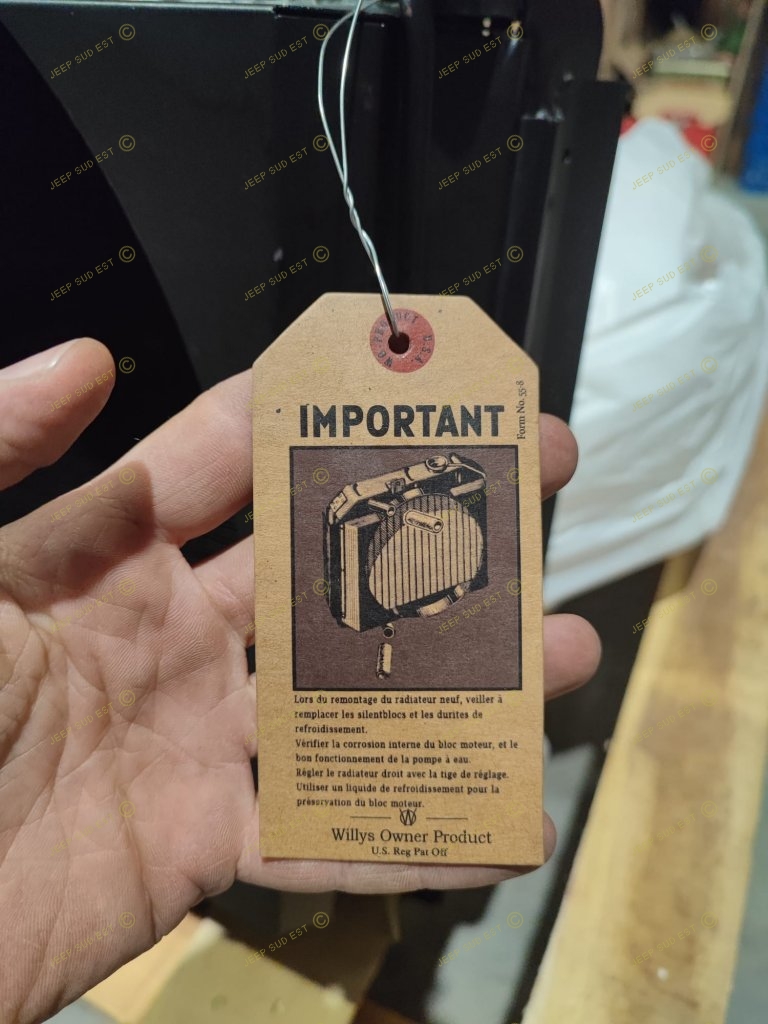 W.O. PRODUCT U.S.A.
IMPORTANT
Form No. 55-8
Lors du remontage du radiateur neuf, veiller à
remplacer les silentblocs et les durites de
refroidissement.
Vérifier la corrosion interne du bloc moteur, et le
bon fonctionnement de la pompe à eau.
Régler le radiateur droit avec la tige de réglage.
Utiliser un liquide de refroidissement pour la
préservation du bloc moteur.
W
Willys Owner Product
U.S. Reg Pat Off
JEEP SUD EST ©